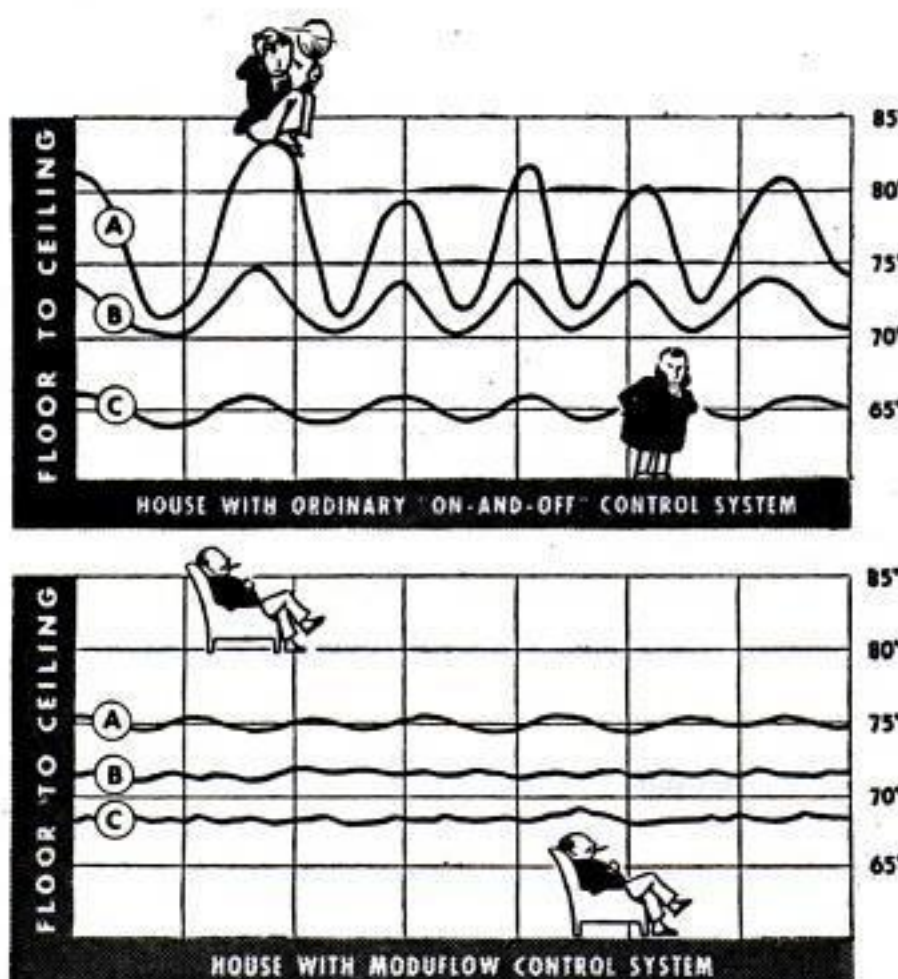 FLOOR TO CEILING
85°
80°
75°
70°
65°
A
B
C
HOUSE WITH ORDINARY "ON-AND-OFF" CONTROL SYSTEM
FLOOR TO CEILING
85°
80°
75°
70°
65°
A
B
C
HOUSE WITH MODUFLOW CONTROL SYSTEM